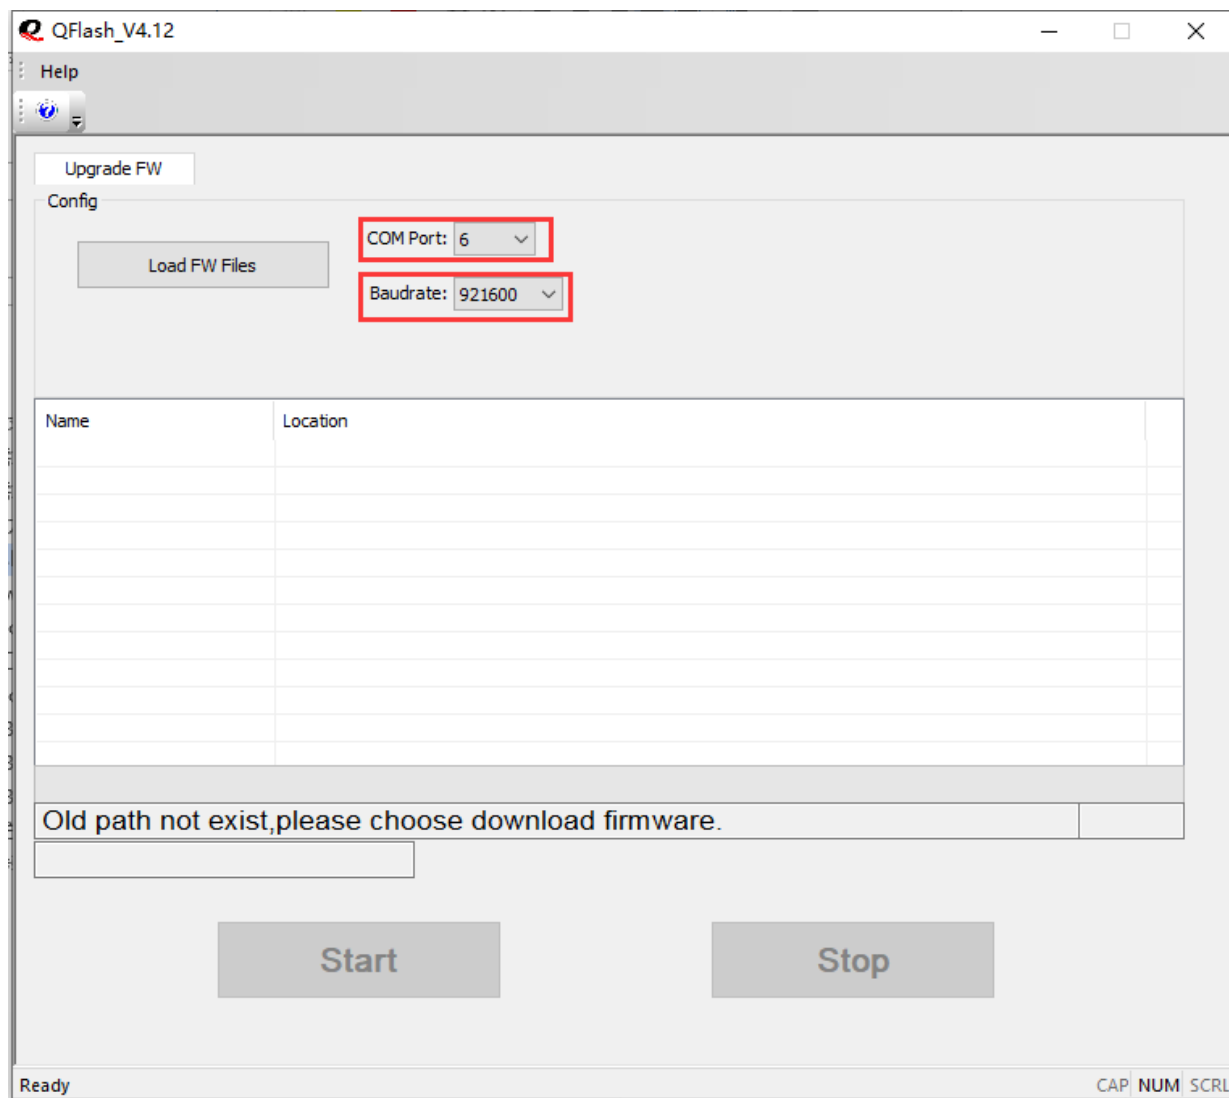 QFlash_V4.12
Help
Upgrade FW
Config
COM Port: 6
Load FW Files
Baudrate: 921600
Name Location
Old path not exist,please choose download firmware.
Start Stop
Ready CAP NUM SCRL